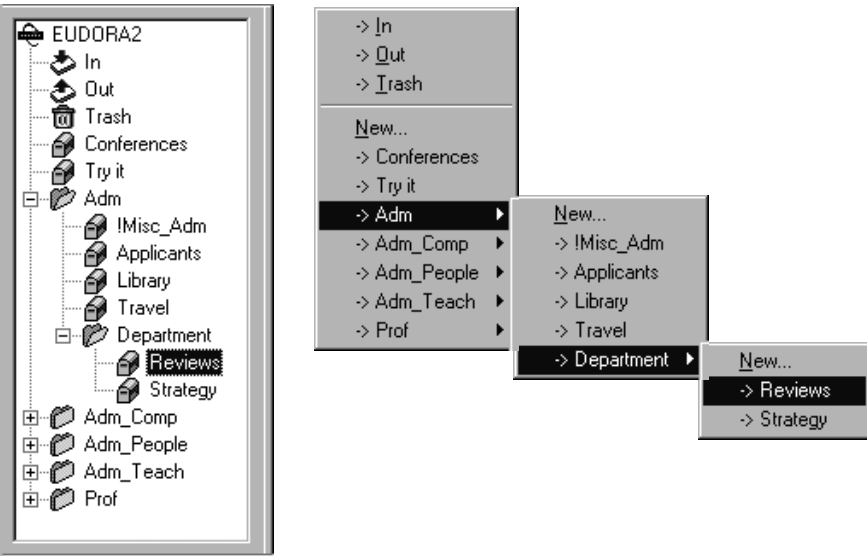 EUDORA2
In
Out
Trash
Conferences
Try it
Adm
!Misc_Adm
Applicants
Library
Travel
Department
Reviews
Strategy
Adm_Comp
Adm_People
Adm_Teach
Prof
-> In
-> Out
-> Trash
New...
-> Conferences
-> Try it
-> Adm
-> Adm_Comp
-> Adm_People
-> Adm_Teach
-> Prof
New...
-> !Misc_Adm
-> Applicants
-> Library
-> Travel
-> Department
New...
-> Reviews
-> Strategy